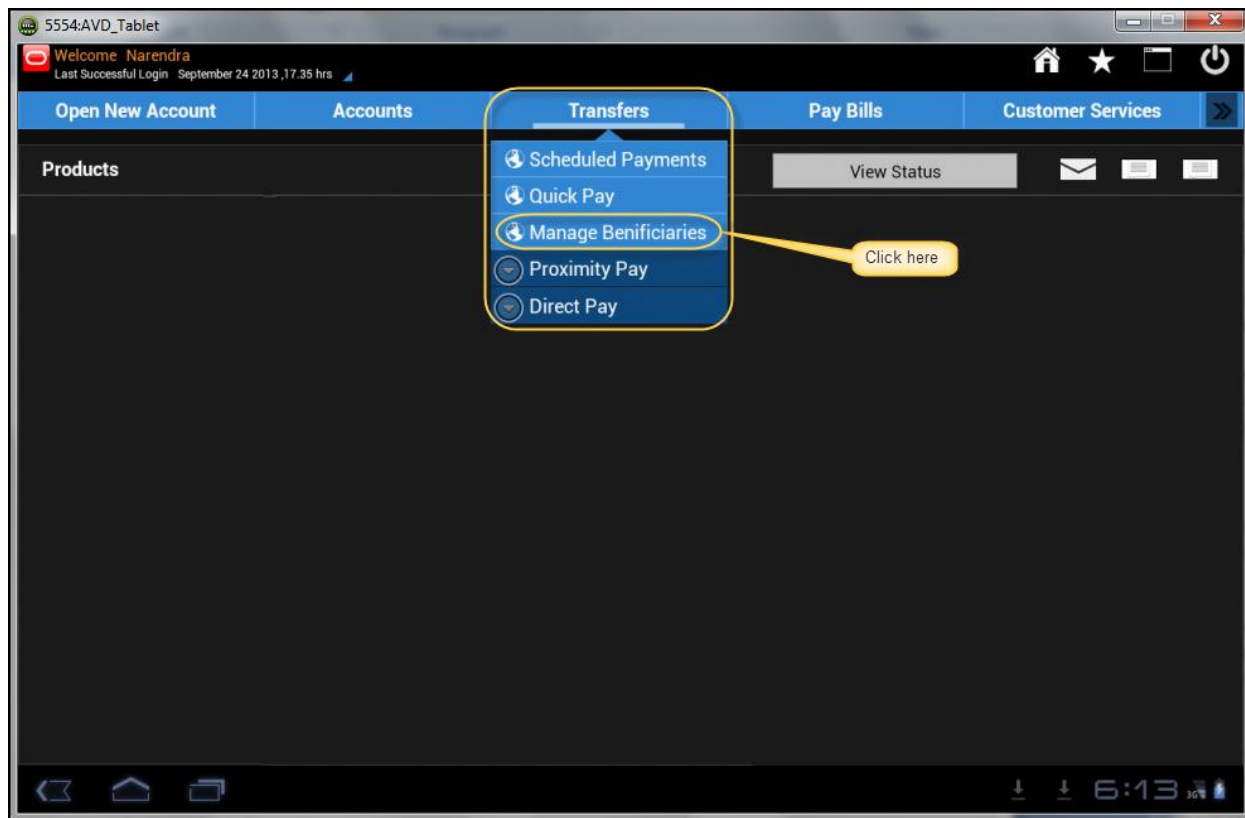 5554:AVD_Tablet
Welcome Narendra
Last Successful Login September 24 2013 ,17.35 hrs
Open New Account Accounts Transfers Pay Bills Customer Services
Products
View Status
Scheduled Payments
Quick Pay
Manage Benificiaries
Click here
Proximity Pay
Direct Pay
6:13 3G